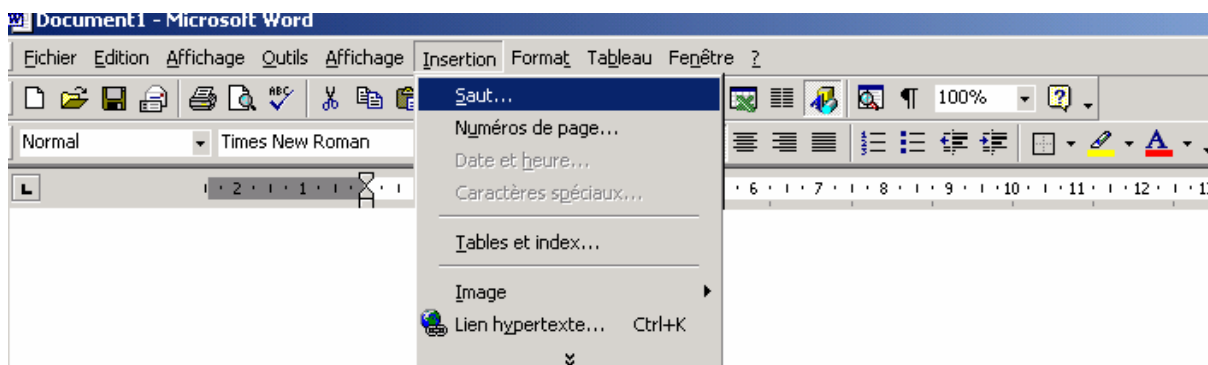 Document1 - Microsoft Word
Fichier Edition Affichage Outils Affichage Insertion Format Tableau Fenêtre ?
ABC 100%
Normal Times New Roman
2 1 6 7 8 9 10 11 12
Saut...
Numéros de page...
Date et heure...
Caractères spéciaux...
Tables et index...
Image
Lien hypertexte... Ctrl+K